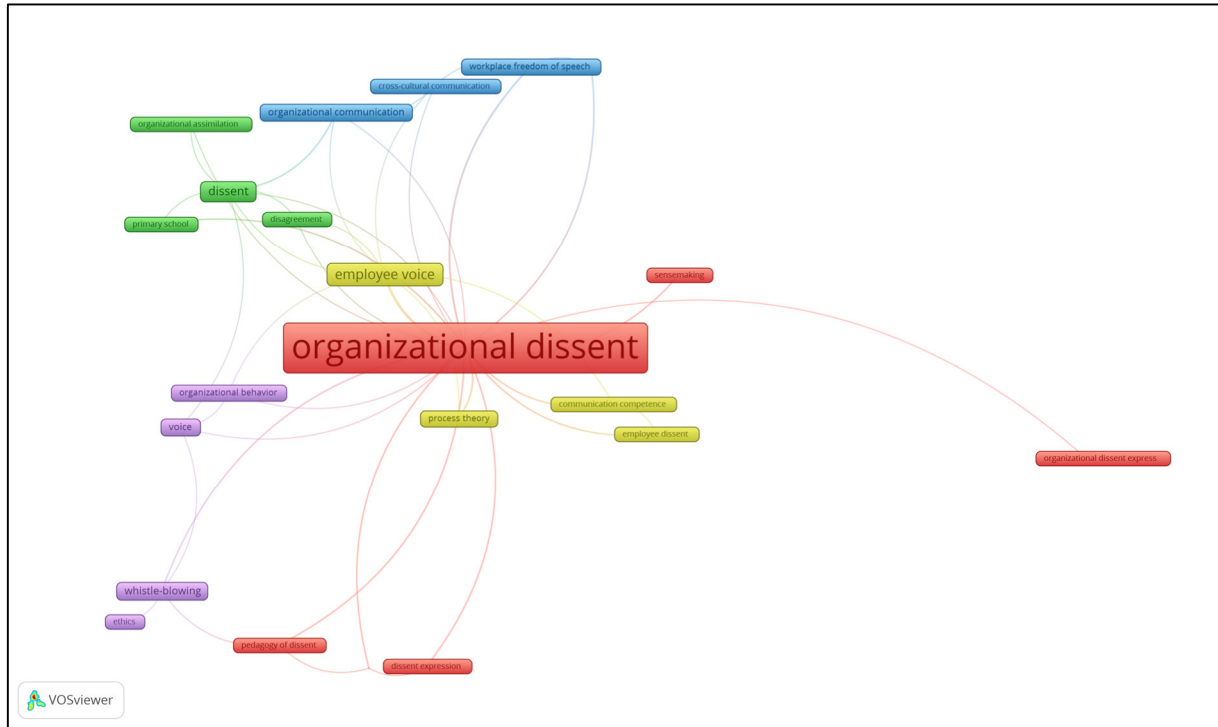 workplace freedom of speech
cross-cultural communication
organizational communication
organizational assimilation
dissent
primary school
disagreement
employee voice
sensemaking
organizational dissent
organizational behavior
communication competence
process theory
voice
employee dissent
organizational dissent express
whistle-blowing
ethics
pedagogy of dissent
dissent expression
VOSviewer